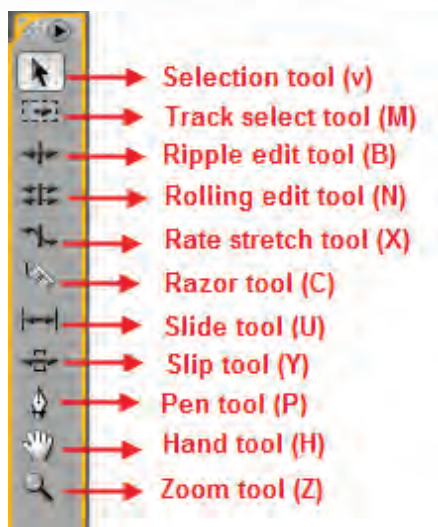 Selection tool (v)
Track select tool (M)
Ripple edit tool (B)
Rolling edit tool (N)
Rate stretch tool (X)
Razor tool (C)
Slide tool (U)
Slip tool (Y)
Pen tool (P)
Hand tool (H)
Zoom tool (Z)